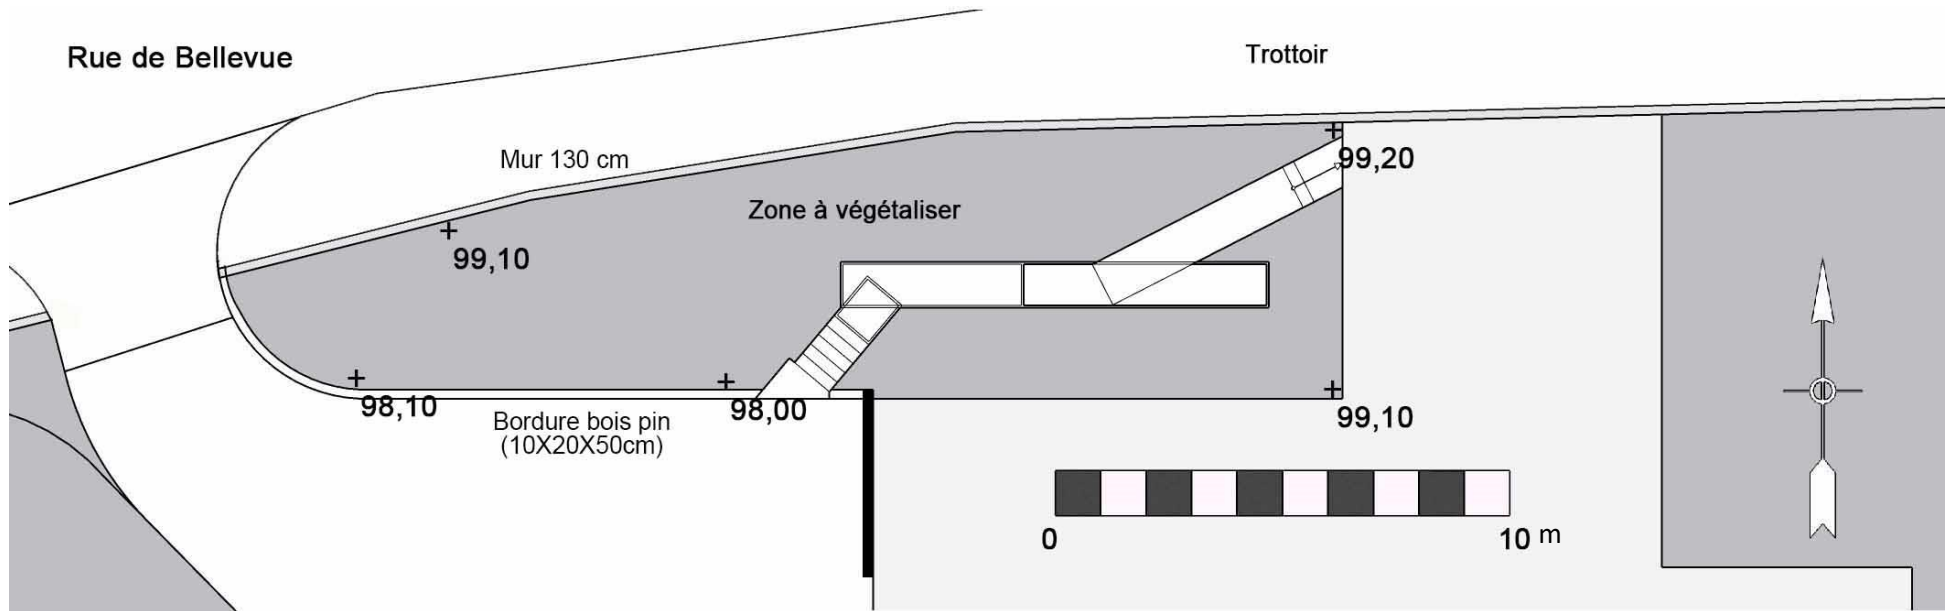 Rue de Bellevue
Trottoir
Mur 130 cm
99,20
Zone à végétaliser
99,10
98,10
98,00
99,10
Bordure bois pin
(10X20X50cm)
0
10 m